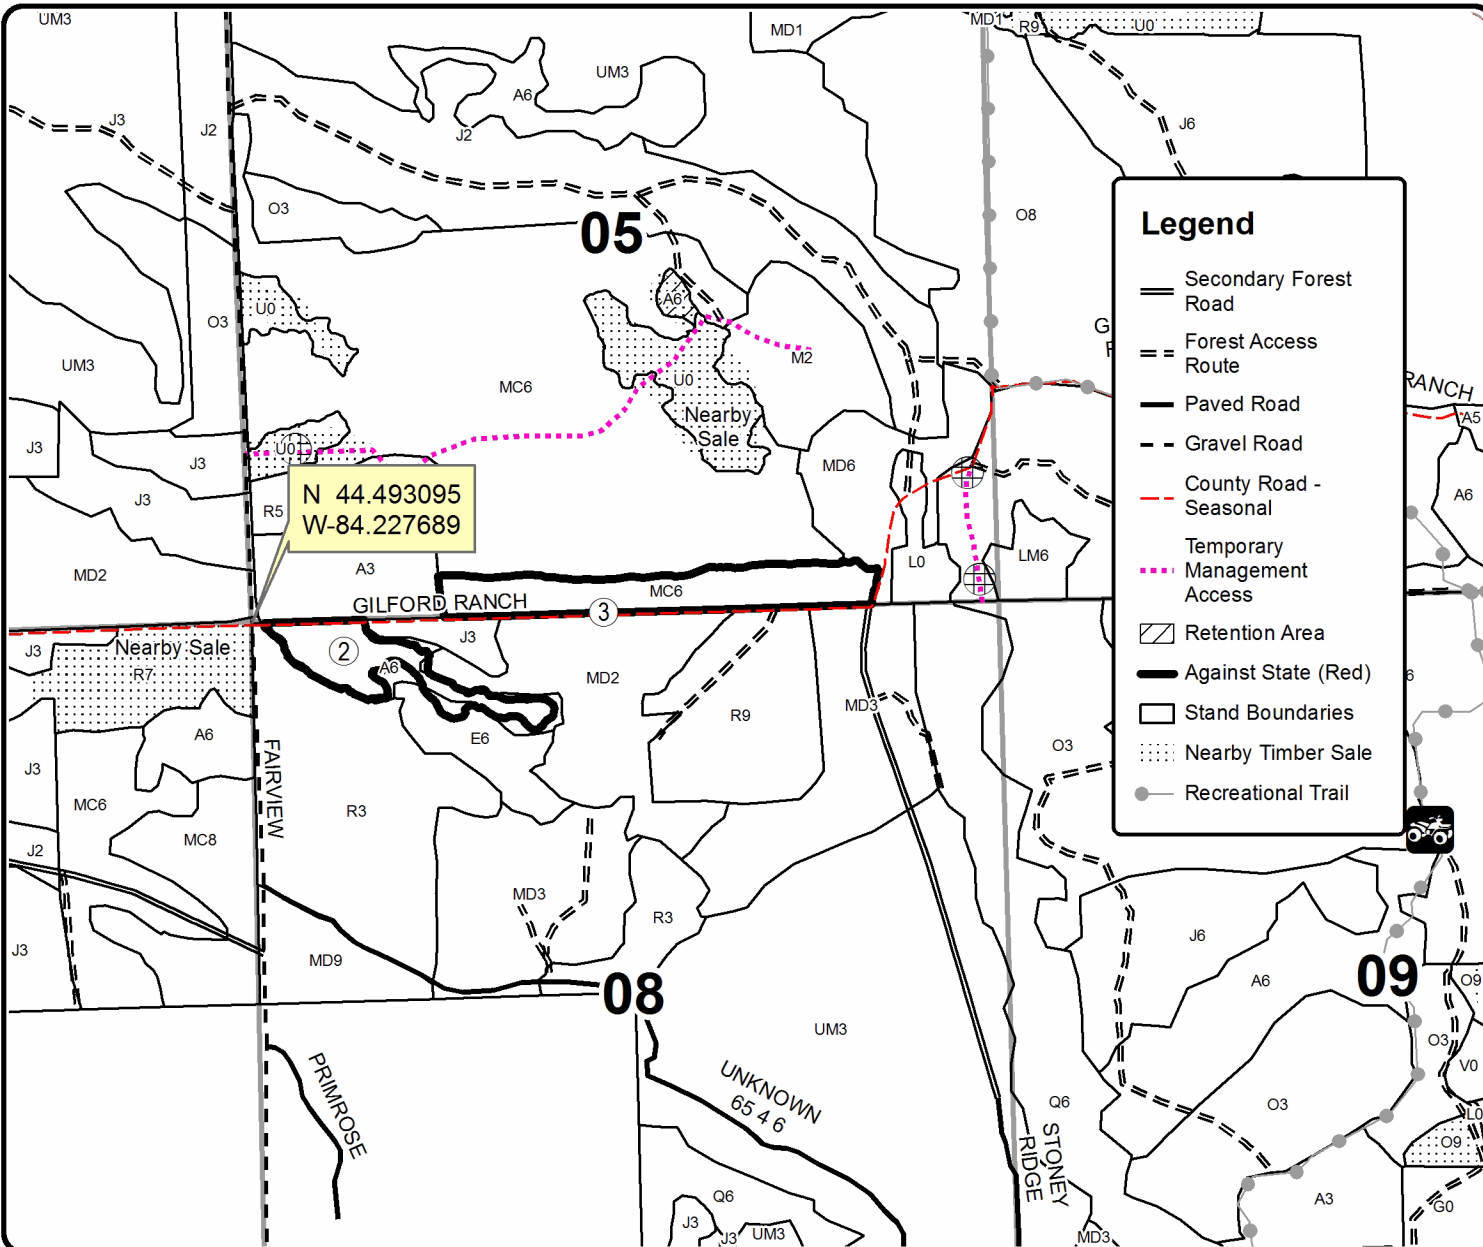 UM3
MD1
MD1
R9
U0
UM3
A6
J3
J2
J2
J6
O3
O8
05
A6
U0
O3
UM3
M2
MC6
U0
Nearby
Sale
RANCH
A5
J3
J3
U0
MD6
A6
J3
R5
N 44.493095
W-84.227689
MD2
A3
L0
LM6
MC6
GILFORD RANCH
3
J3
Nearby Sale
R7
2
J3
A6
MD2
MD3
R9
E6
O3
A6
J3
FAIRVIEW
MC6
R3
MC8
J2
MD3
R3
J6
J3
MD9
08
09
A6
O9
UM3
O3
V0
PRIMROSE
UNKNOWN
65 4 6
Q6
O3
L0
O9
STONEY
RIDGE
Q6
A3
G0
J3
J3
UM3
MD3
Legend
Secondary Forest
Road
Forest Access
Route
Paved Road
Gravel Road
County Road -
Seasonal
Temporary
Management
Access
Retention Area
Against State (Red)
Stand Boundaries
Nearby Timber Sale
Recreational Trail